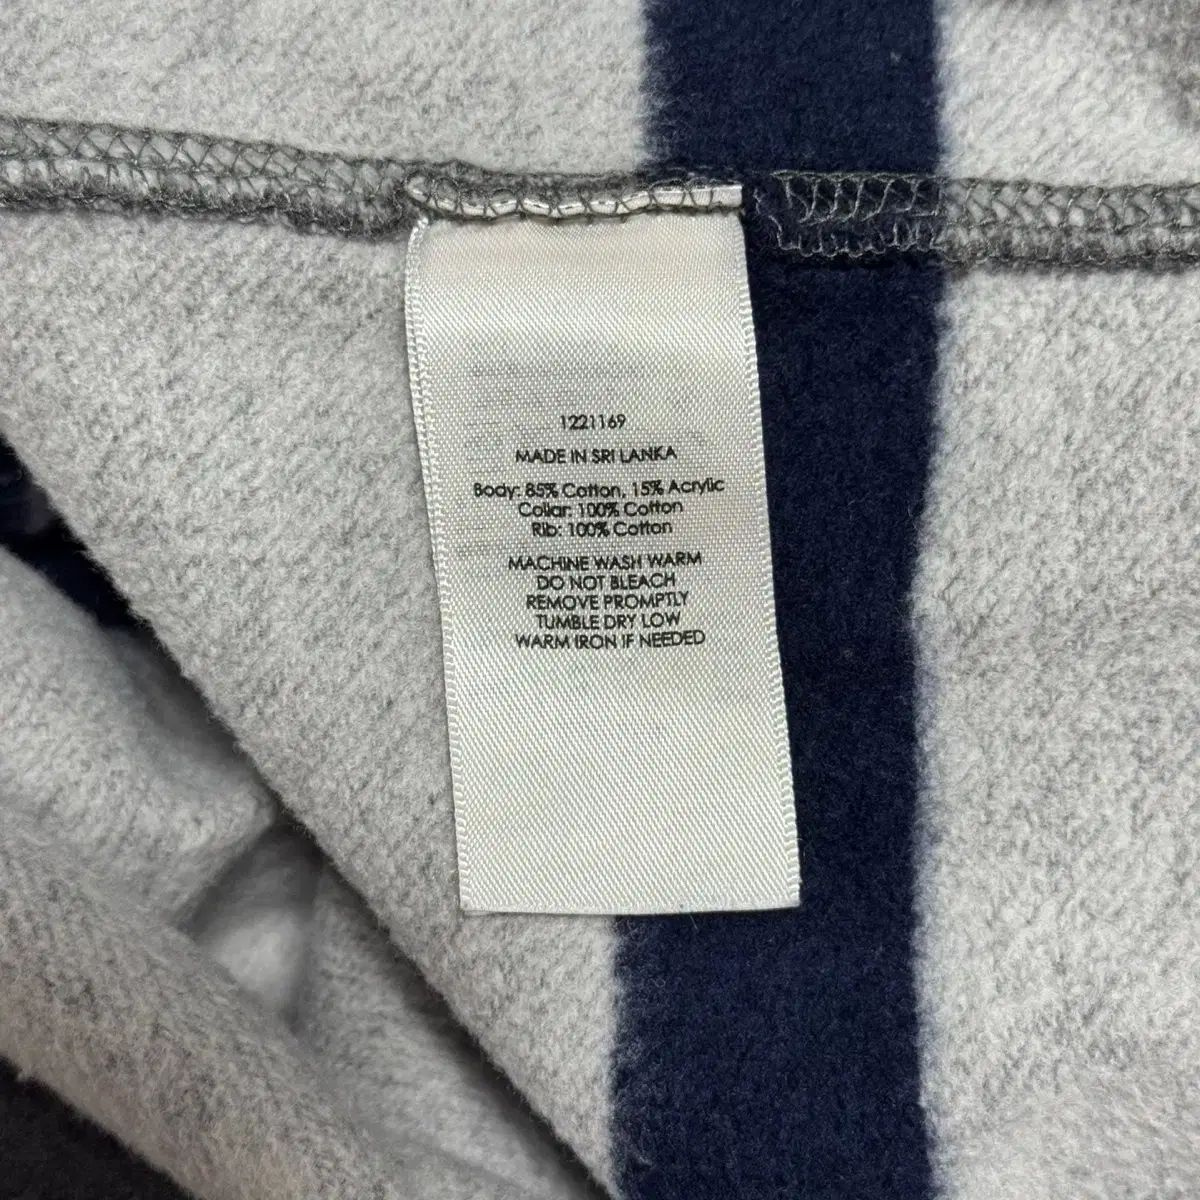 1221169
MADE IN SRI LANKA
Body: 85% Cotton, 15% Acrylic
Collar: 100% Cotton
Rib: 100% Cotton
MACHINE WASH WARM
DO NOT BLEACH
REMOVE PROMPTLY
TUMBLE DRY LOW
WARM IRON IF NEEDED